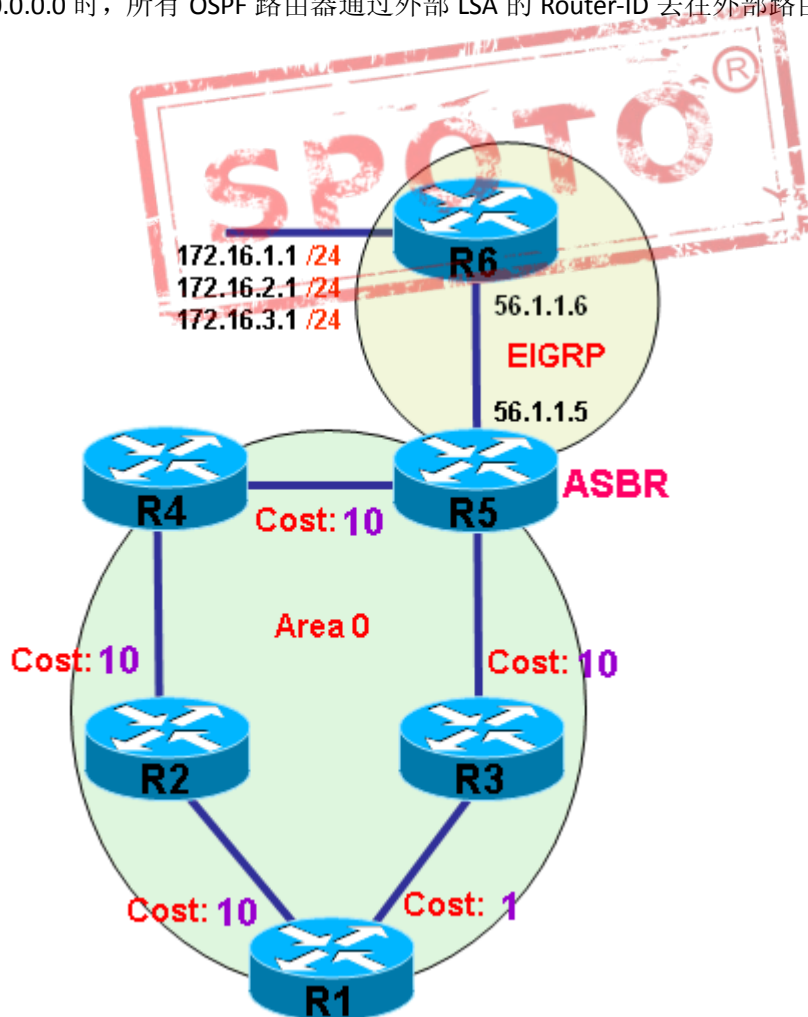 0.0.0.0 时，所有 OSPF 路由器通过外部 LSA 的 Router-ID 去往外部路由
SPOTO®
172.16.1.1 /24
172.16.2.1 /24
172.16.3.1 /24
R6
56.1.1.6
EIGRP
56.1.1.5
R4
R5
ASBR
Cost: 10
Area 0
Cost: 10
Cost: 10
R2
R3
Cost: 10
Cost: 1
R1